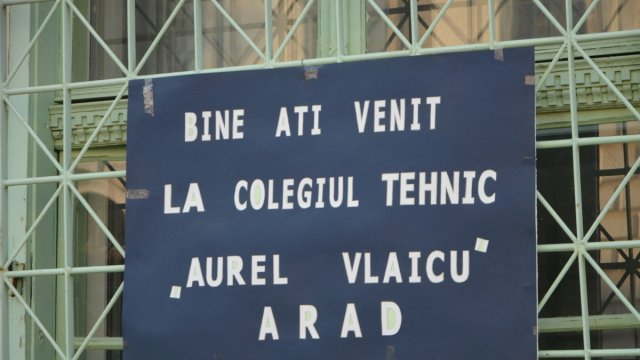 BINE ATI VENIT
LA COLEGIUL TEHNIC
"AUREL VLAICU"
ARAD